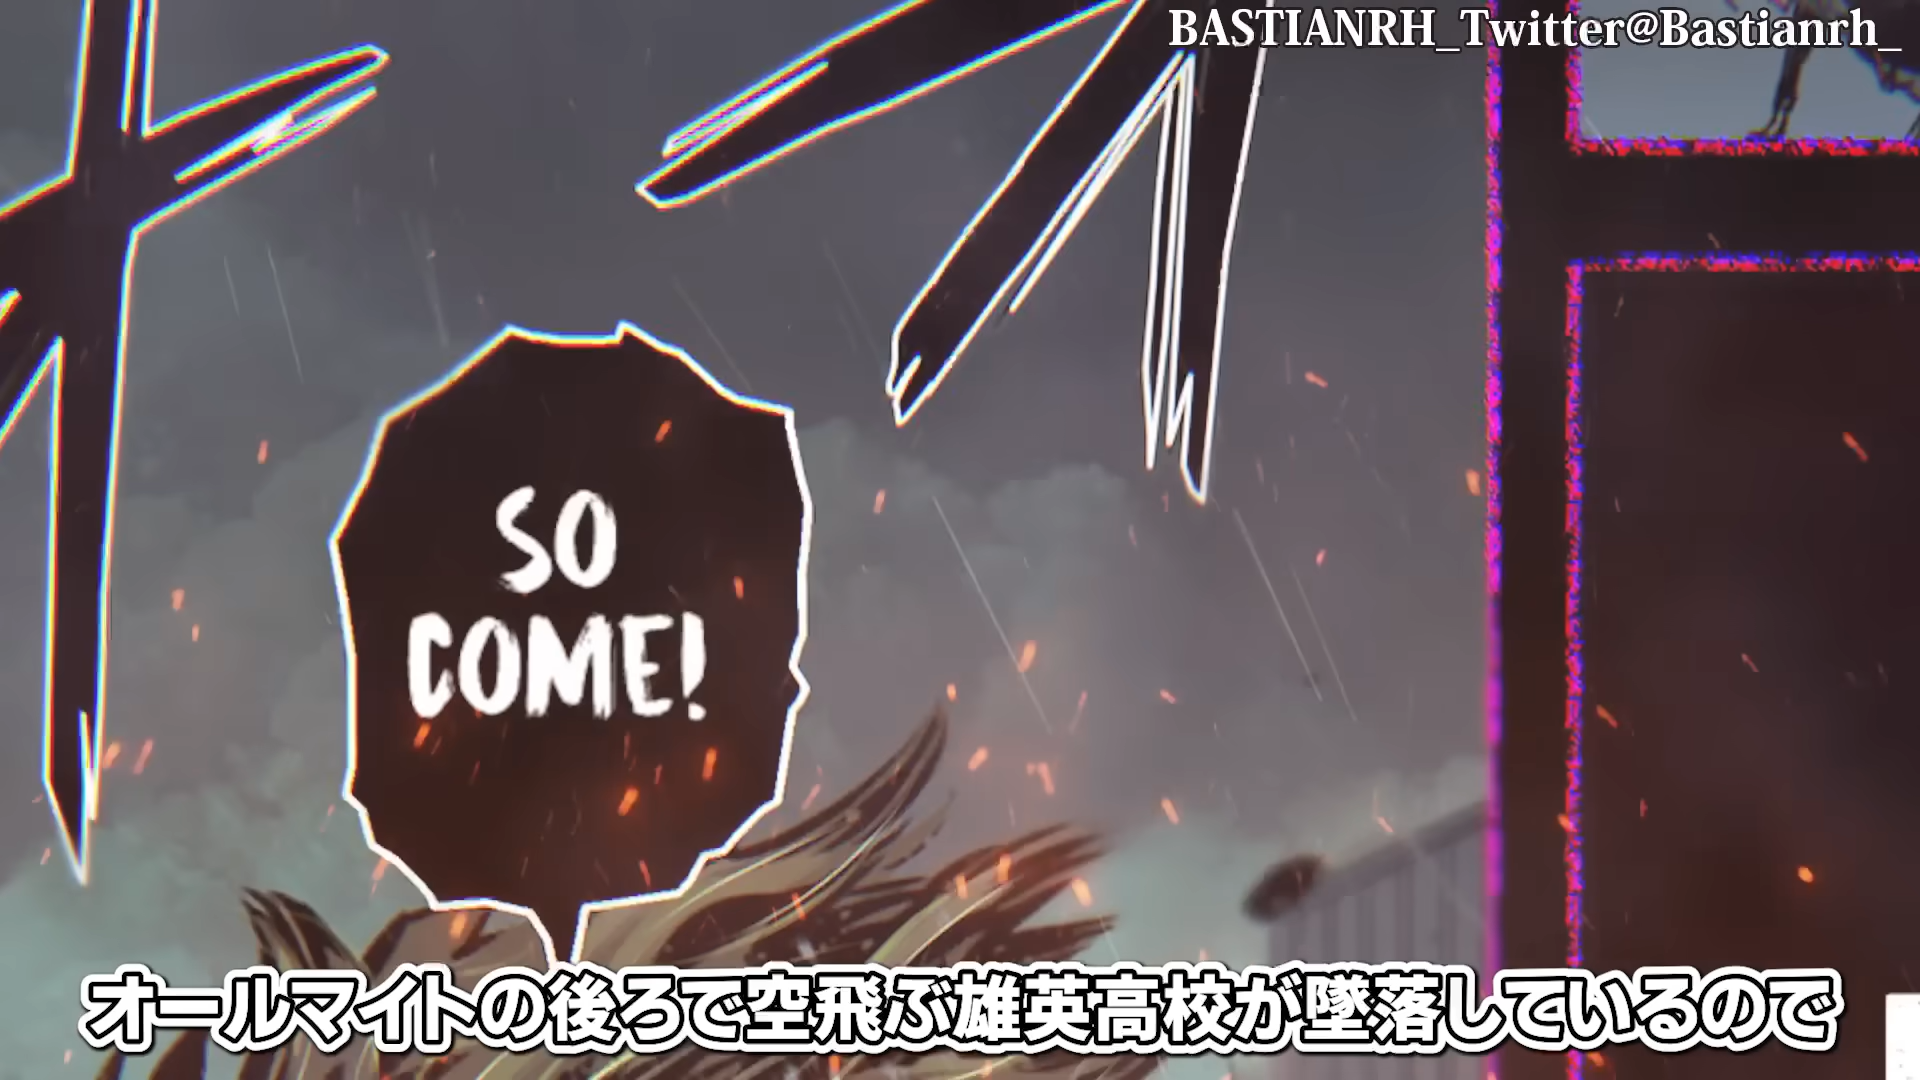 BASTIANRH_Twitter@Bastianrh_
SO
COME!
オールマイトの後ろで空飛ぶ雄英高校が墜落しているので